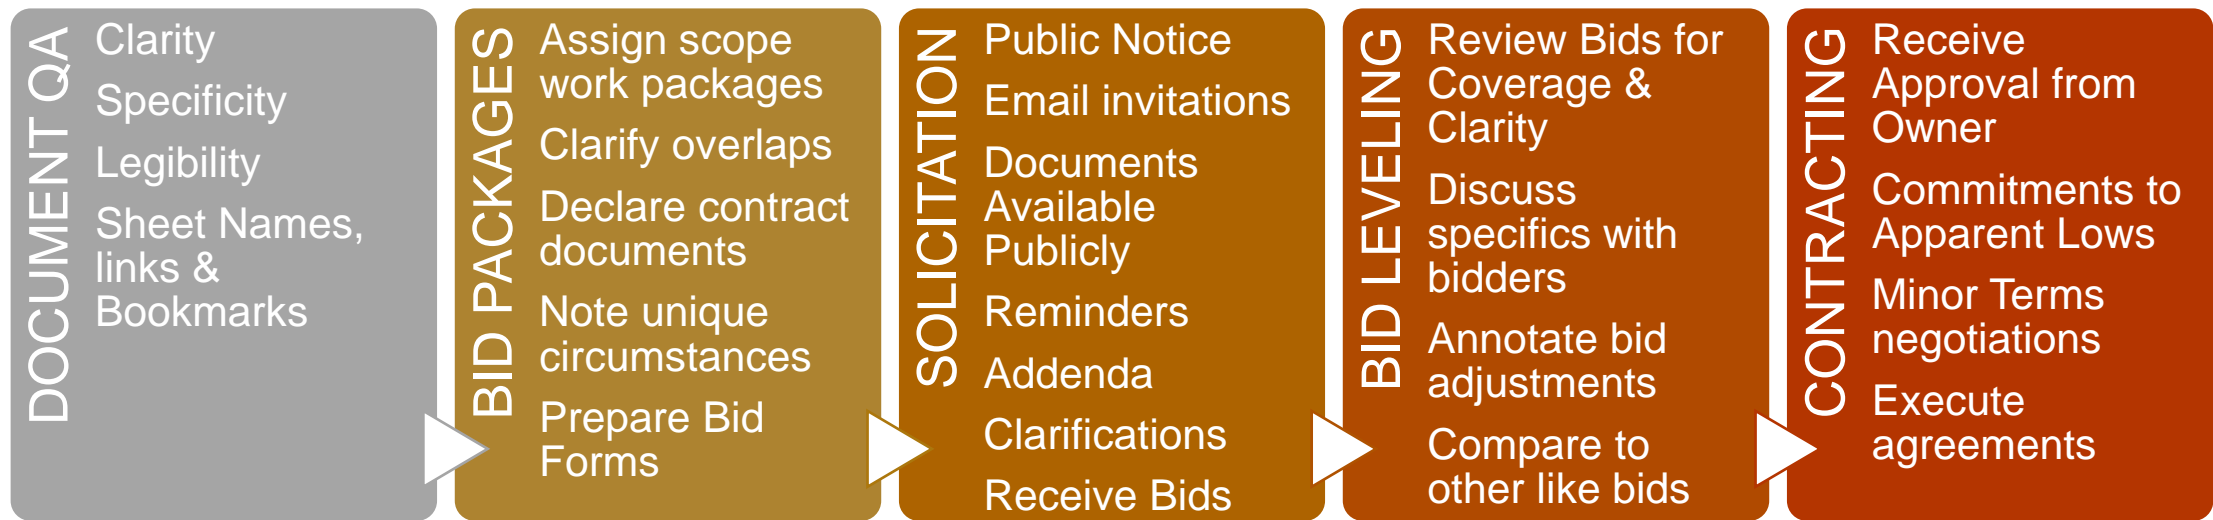 DOCUMENT QA
Clarity
Specificity
Legibility
Sheet Names,
links &
Bookmarks
BID PACKAGES
Assign scope
work packages
Clarify overlaps
Declare contract
documents
Note unique
circumstances
Prepare Bid
Forms
SOLICITATION
Public Notice
Email invitations
Documents
Available
Publicly
Reminders
Addenda
Clarifications
Receive Bids
BID LEVELING
Review Bids for
Coverage &
Clarity
Discuss
specifics with
bidders
Annotate bid
adjustments
Compare to
other like bids
CONTRACTING
Receive
Approval from
Owner
Commitments to
Apparent Lows
Minor Terms
negotiations
Execute
agreements